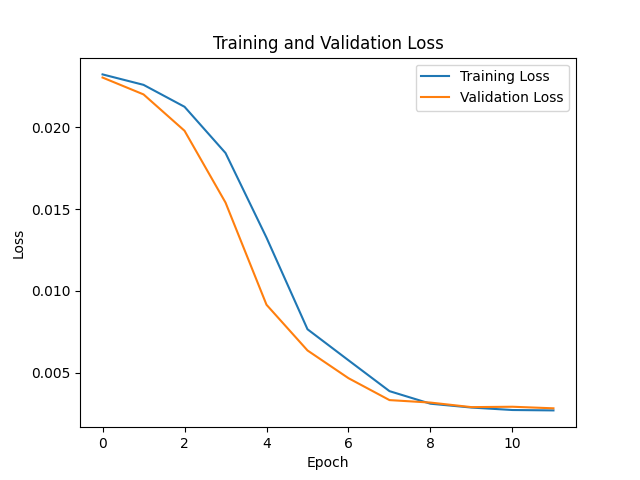 Training and Validation Loss
Training Loss
Validation Loss
0.020
0.015
0.010
0.005
Loss
0 2 4 6 8 10
Epoch